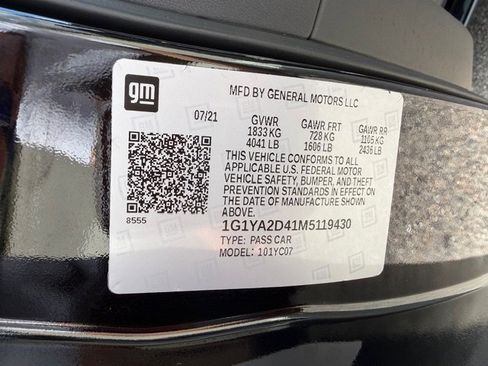 gm
MFD BY GENERAL MOTORS LLC
07/21
GVWR GAWR FRT GAWR RR
1833 KG 728 KG 1105 KG
4041 LB 1606 LB 2436 LB
THIS VEHICLE CONFORMS TO ALL
APPLICABLE U.S. FEDERAL MOTOR
VEHICLE SAFETY, BUMPER, AND THEFT
PREVENTION STANDARDS IN EFFECT ON
THE DATE OF MANUFACTURE SHOWN
ABOVE.
8555
1G1YA2D41M5119430
TYPE: PASS CAR
MODEL: 101YC07